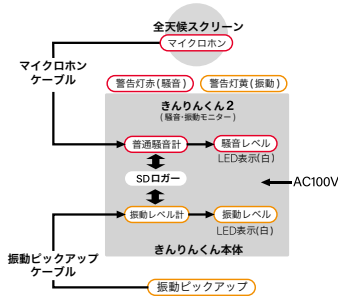 全天候スクリーン
マイクロホン
マイクロホン
ケーブル
警告灯赤(騒音)
警告灯黄(振動)
きんりんくん2
(騒音・振動モニター)
普通騒音計
騒音レベル
LED表示(白)
SDロガー
AC100V
振動レベル計
振動レベル
LED表示(白)
きんりんくん本体
振動ピックアップ
ケーブル
振動ピックアップ